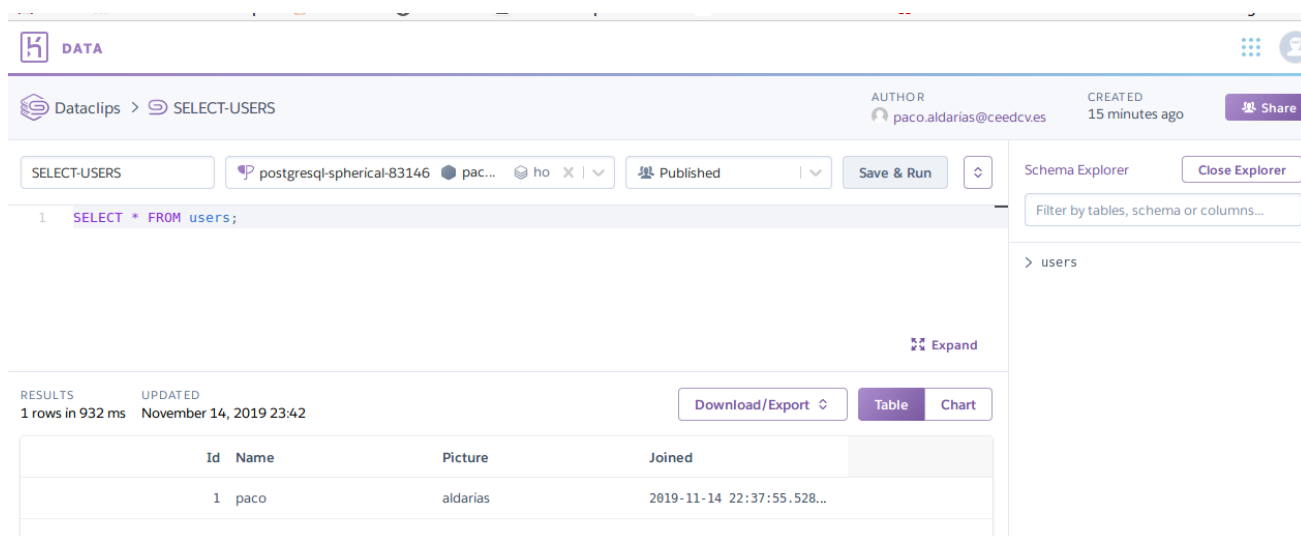 DATA
Dataclips > SELECT-USERS
AUTHOR
paco.aldarias@ceedcv.es
CREATED
15 minutes ago
Share
SELECT-USERS
postgresql-spherical-83146 pac... ho
Published
Save & Run
Schema Explorer
Close Explorer
Filter by tables, schema or columns...
1 SELECT * FROM users;
users
Expand
RESULTS
1 rows in 932 ms
UPDATED
November 14, 2019 23:42
Download/Export
Table
Chart
Id Name Picture Joined
1 paco aldarias 2019-11-14 22:37:55.528...